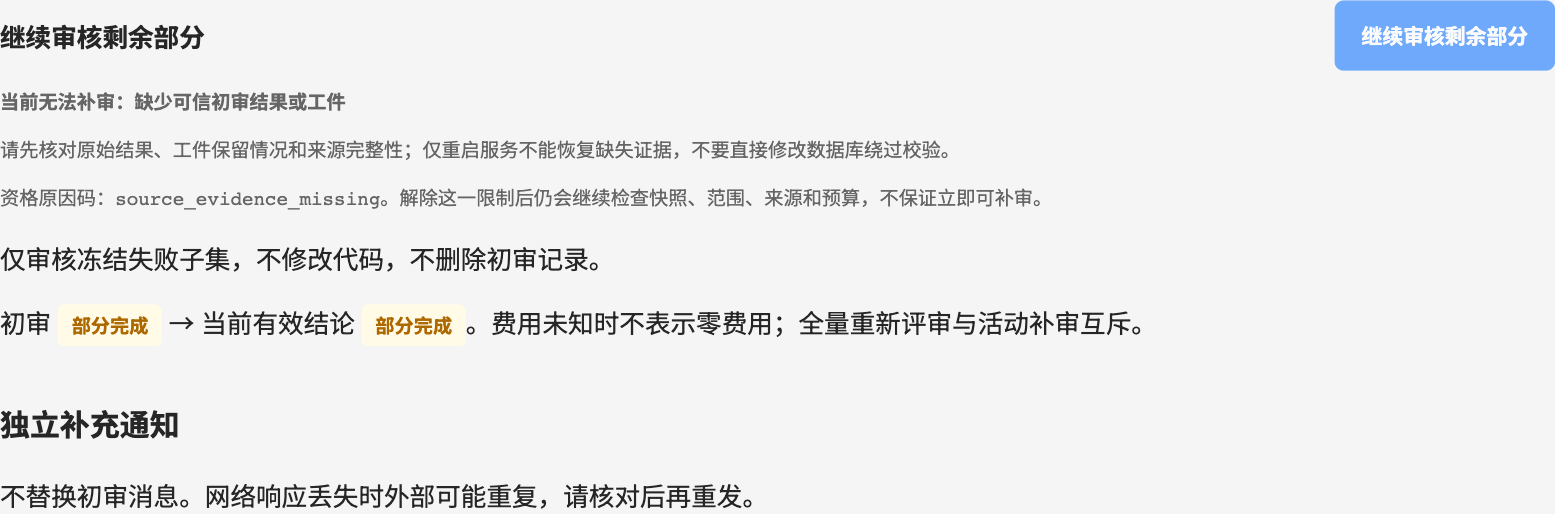 继续审核剩余部分
继续审核剩余部分
当前无法补审：缺少可信初审结果或工件
请先核对原始结果、工件保留情况和来源完整性；仅重启服务不能恢复缺失证据，不要直接修改数据库绕过校验。
资格原因码：source_evidence_missing。解除这一限制后仍会继续检查快照、范围、来源和预算，不保证立即可补审。
仅审核冻结失败子集，不修改代码，不删除初审记录。
初审 部分完成 → 当前有效结论 部分完成 。费用未知时不表示零费用；全量重新评审与活动补审互斥。
独立补充通知
不替换初审消息。网络响应丢失时外部可能重复，请核对后再重发。